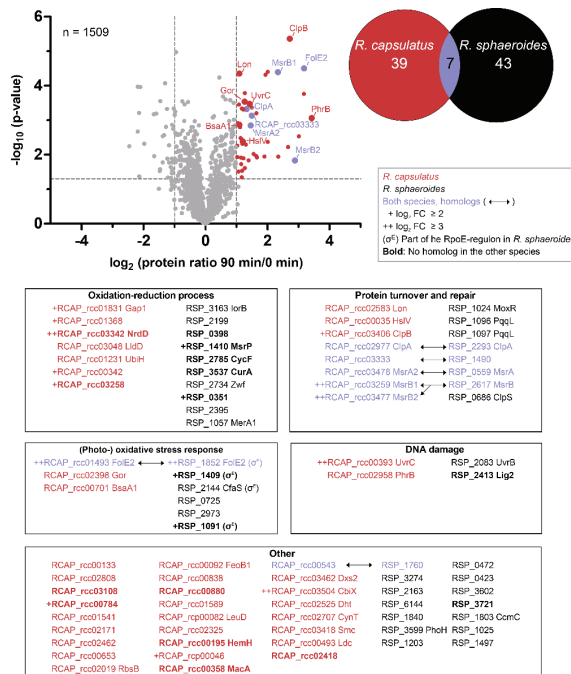 n = 1509
ClpB
FolE2
MsrB1
Lon
Gor
UvrC
ClpA
PhrB
BsaA1
RCAP_rcc03333
MsrA2
HslV
MsrB2
6
4
2
0
-4
-2
0
2
4
-log10 (p-value)
log2 (protein ratio 90 min/0 min)
R. capsulatus
39
7
R. sphaeroides
43
R. capsulatus
R. sphaeroides
Both species, homologs (↔)
+ log2 FC ≥ 2
++ log2 FC ≥ 3
(σE) Part of he RpoE-regulon in R. sphaeroides
Bold: No homolog in the other species
Oxidation-reduction process
+RCAP_rcc01831 Gap1 RSP_3163 IorB
+RCAP_rcc01368 RSP_2199
++RCAP_rcc03342 NrdD RSP_0398
RCAP_rcc03048 LldD +RSP_1410 MsrP
RCAP_rcc01231 UbiH RSP_2785 CycF
+RCAP_rcc00342 +RSP_3537 CurA
+RCAP_rcc03258 RSP_2734 Zwf
+RSP_0351
RSP_2395
RSP_1057 MerA1
Protein turnover and repair
RCAP_rcc02583 Lon RSP_1024 MoxR
RCAP_rcc00035 HslV RSP_1096 PqqL
+RCAP_rcc03406 ClpB RSP_1097 PqqL
RCAP_rcc02977 ClpA ↔ RSP_2293 ClpA
RCAP_rcc03333 ↔ RSP_1490
RCAP_rcc03478 MsrA2 ↔ RSP_0559 MsrA
++RCAP_rcc03259 MsrB1 ↔ RSP_2617 MsrB
++RCAP_rcc03477 MsrB2 RSP_0686 ClpS
(Photo-) oxidative stress response
++RCAP_rcc01493 FolE2 ↔ ++RSP_1852 FolE2 (σE)
RCAP_rcc02398 Gor +RSP_1409 (σE)
RCAP_rcc00701 BsaA1 RSP_2144 CfaS (σE)
RSP_0725
RSP_2973
+RSP_1091 (σE)
DNA damage
++RCAP_rcc00393 UvrC RSP_2083 UvrB
RCAP_rcc02958 PhrB RSP_2413 Lig2
Other
RCAP_rcc00133 RCAP_rcc00092 FeoB1 RCAP_rcc00543 ↔ RSP_1760 RSP_0472
RCAP_rcc02808 RCAP_rcc00838 RCAP_rcc03462 Dxs2 RSP_3274 RSP_0423
RCAP_rcc03108 RCAP_rcc00880 ++RCAP_rcc03504 CbiX RSP_2163 RSP_3602
+RCAP_rcc00784 RCAP_rcc01589 RCAP_rcc02525 Dht RSP_6144 RSP_3721
RCAP_rcc01541 RCAP_rcp00082 LeuD RCAP_rcc02707 CynT RSP_1840 RSP_1803 CcmC
RCAP_rcc02171 RCAP_rcc02325 RCAP_rcc03418 Smc RSP_3599 PhoH RSP_1025
RCAP_rcc02462 RCAP_rcc00195 HemH RCAP_rcc00493 Ldc RSP_1203 RSP_1497
RCAP_rcc00653 +RCAP_rcp00046 RCAP_rcc02418
RCAP_rcc02019 RbsB RCAP_rcc00358 MacA